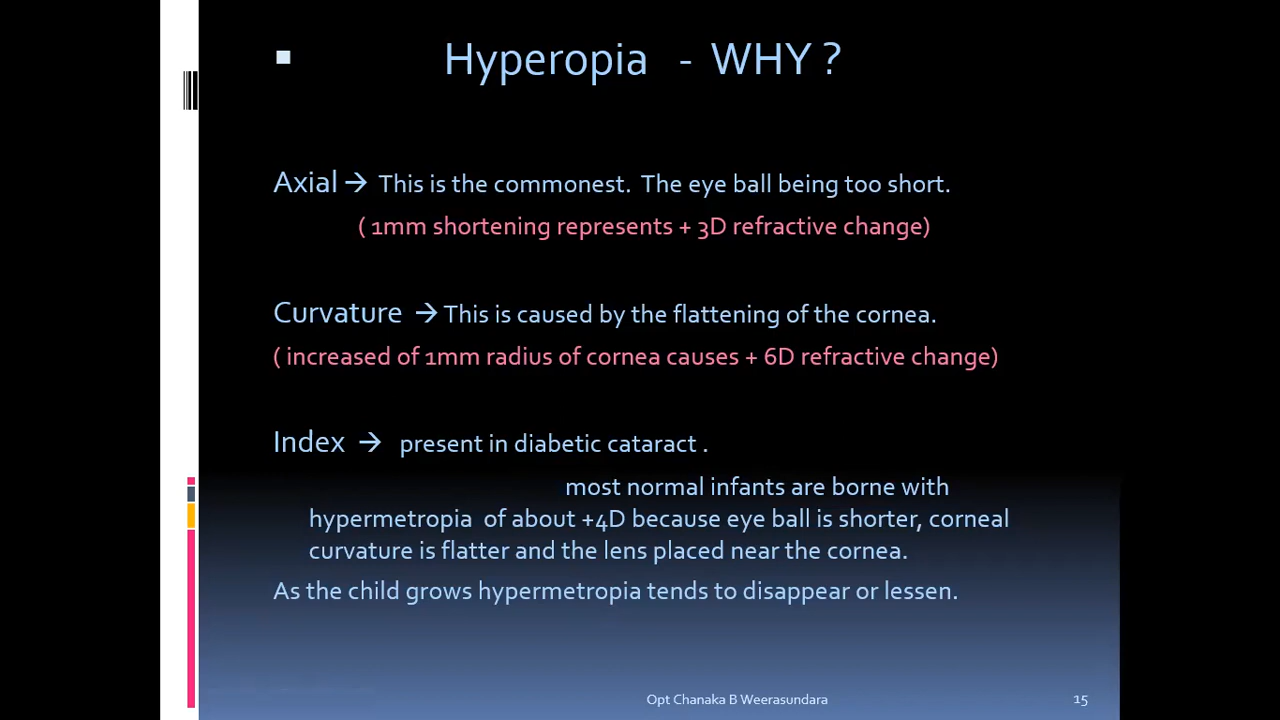 Hyperopia - WHY ?
Axial → This is the commonest. The eye ball being too short.
( 1mm shortening represents + 3D refractive change)
Curvature → This is caused by the flattening of the cornea.
( increased of 1mm radius of cornea causes + 6D refractive change)
Index → present in diabetic cataract .
most normal infants are borne with
hypermetropia of about +4D because eye ball is shorter, corneal
curvature is flatter and the lens placed near the cornea.
As the child grows hypermetropia tends to disappear or lessen.
Opt Chanaka B Weerasundara
15